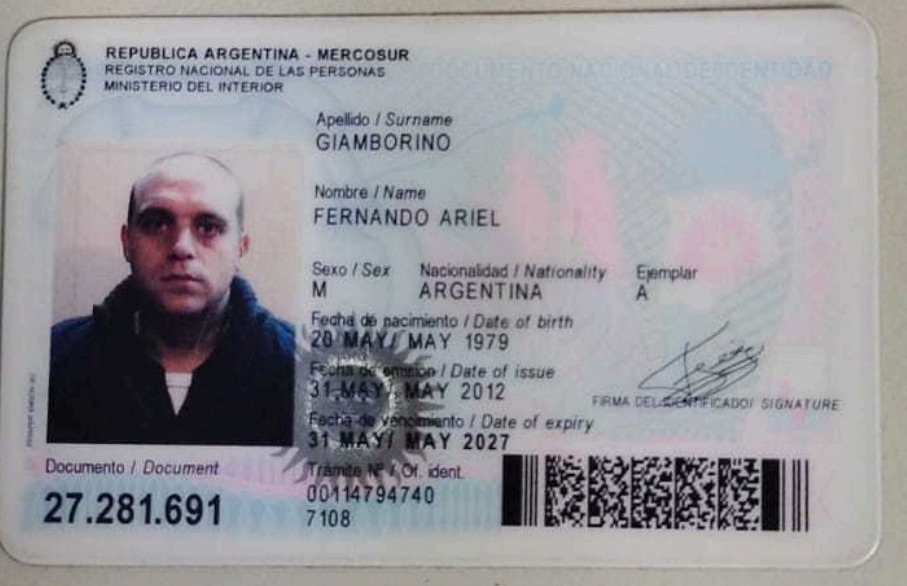 REPUBLICA ARGENTINA - MERCOSUR
REGISTRO NACIONAL DE LAS PERSONAS
MINISTERIO DEL INTERIOR
DOCUMENTO NACIONAL DE IDENTIDAD
Apellido / Surname
GIAMBORINO
Nombre / Name
FERNANDO ARIEL
Sexo / Sex Nacionalidad / Nationality Ejemplar
M ARGENTINA A
Fecha de nacimiento / Date of birth
20 MAY/ MAY 1979
Fecha de emisión / Date of issue
31 MAY/ MAY 2012
FIRMA DEL IDENTIFICADO/ SIGNATURE
Fecha de vencimiento / Date of expiry
31 MAY/ MAY 2027
Documento / Document
27.281.691
Trámite Nº / Of. ident.
00114794740
7108